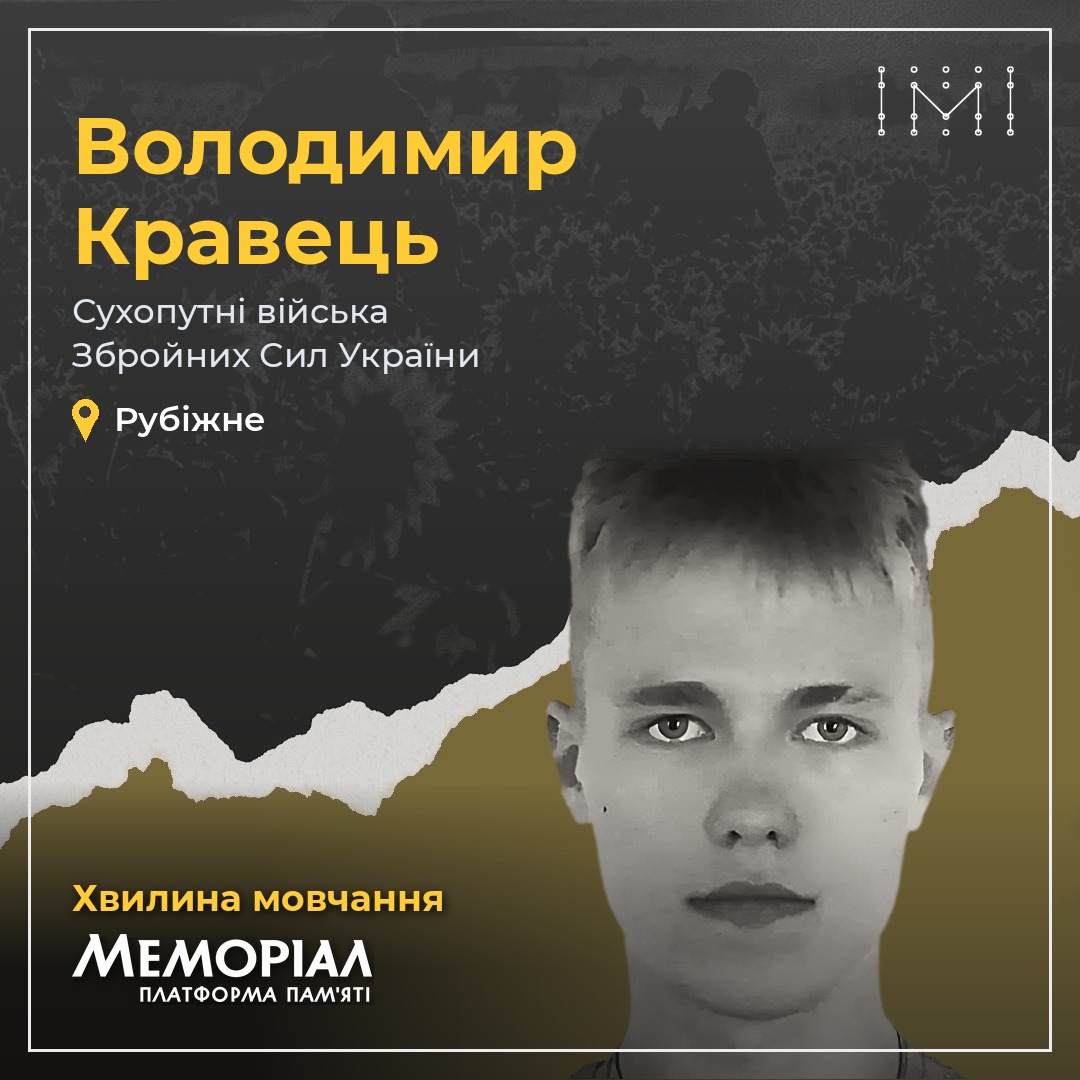 Володимир
Кравець
Сухопутні війська
Збройних Сил України
Рубіжне
Хвилина мовчання
МЕМОРІАЛ
ПЛАТФОРМА ПАМ'ЯТІ